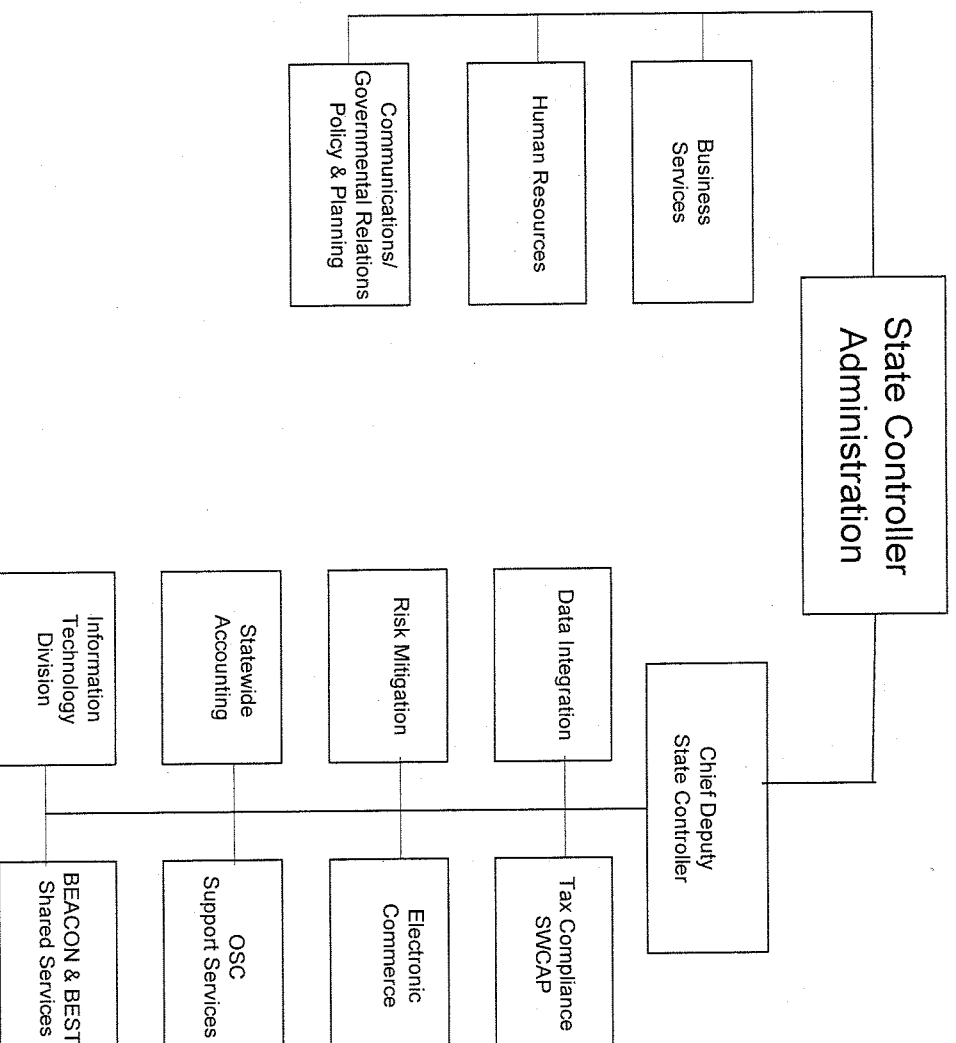 State Controller
Administration
Business
Services
Human Resources
Communications/
Governmental Relations
Policy & Planning
Chief Deputy
State Controller
Data Integration
Tax Compliance
SWCAP
Risk Mitigation
Electronic
Commerce
Statewide
Accounting
OSC
Support Services
Information
Technology
Division
BEACON & BEST
Shared Services